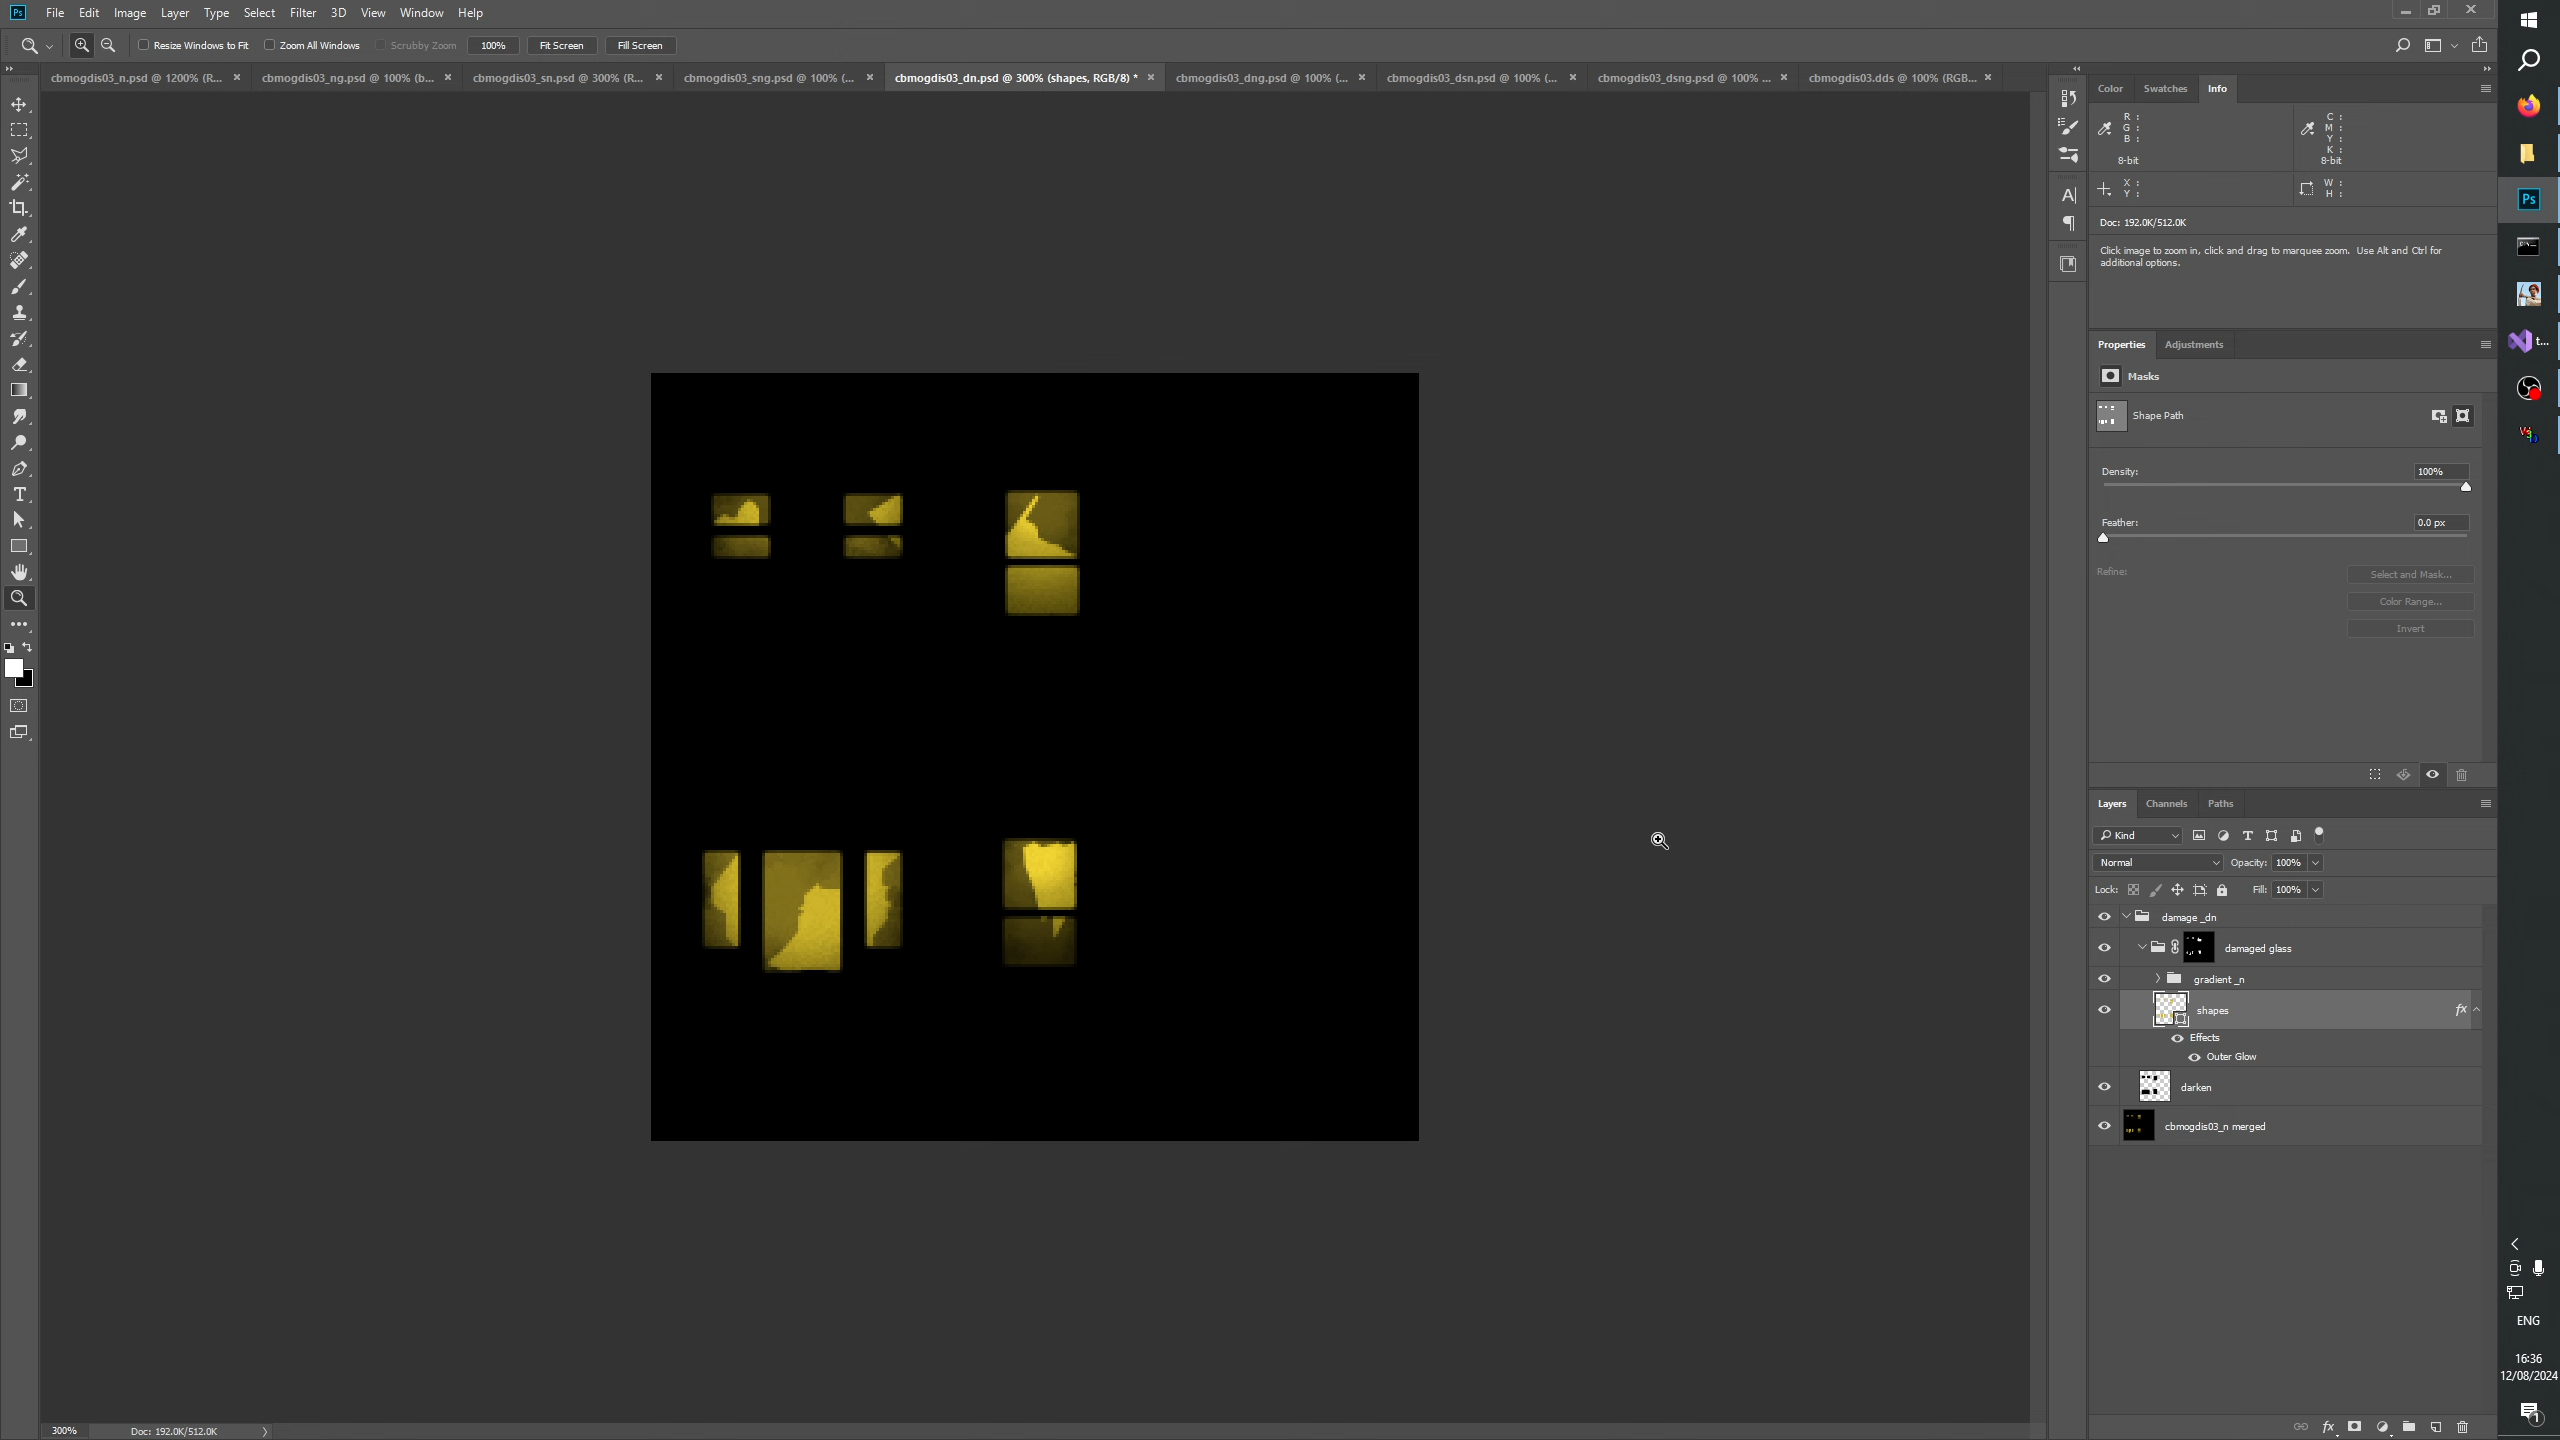 Ps File Edit Image Layer Type Select Filter 3D View Window Help
Resize Windows to Fit Zoom All Windows Scrubby Zoom 100% Fit Screen Fill Screen
cbmogdis03_n.psd @ 1200% (R... × cbmogdis03_ng.psd @ 100% (b... × cbmogdis03_sn.psd @ 300% (R... × cbmogdis03_sng.psd @ 100% (... × cbmogdis03_dn.psd @ 300% (shapes, RGB/8) * × cbmogdis03_dng.psd @ 100% (... × cbmogdis03_dsn.psd @ 100% (... × cbmogdis03_dsng.psd @ 100% ... × cbmogdis03.dds @ 100% (RGB... ×
Color Swatches Info
R :
G :
B :
8-bit
C :
M :
Y :
K :
8-bit
X :
Y :
W :
H :
Doc: 192.0K/512.0K
Click image to zoom in, click and drag to marquee zoom. Use Alt and Ctrl for
additional options.
Properties Adjustments
Masks
Shape Path
Density: 100%
Feather: 0.0 px
Refine: Select and Mask...
Color Range...
Invert
Layers Channels Paths
Kind
Normal Opacity: 100%
Lock: Fill: 100%
damage _dn
damaged glass
gradient _n
shapes fx
Effects
Outer Glow
darken
cbmogdis03_n merged
fx
300% Doc: 192.0K/512.0K
Ps
t...
ENG
16:36
12/08/2024
1